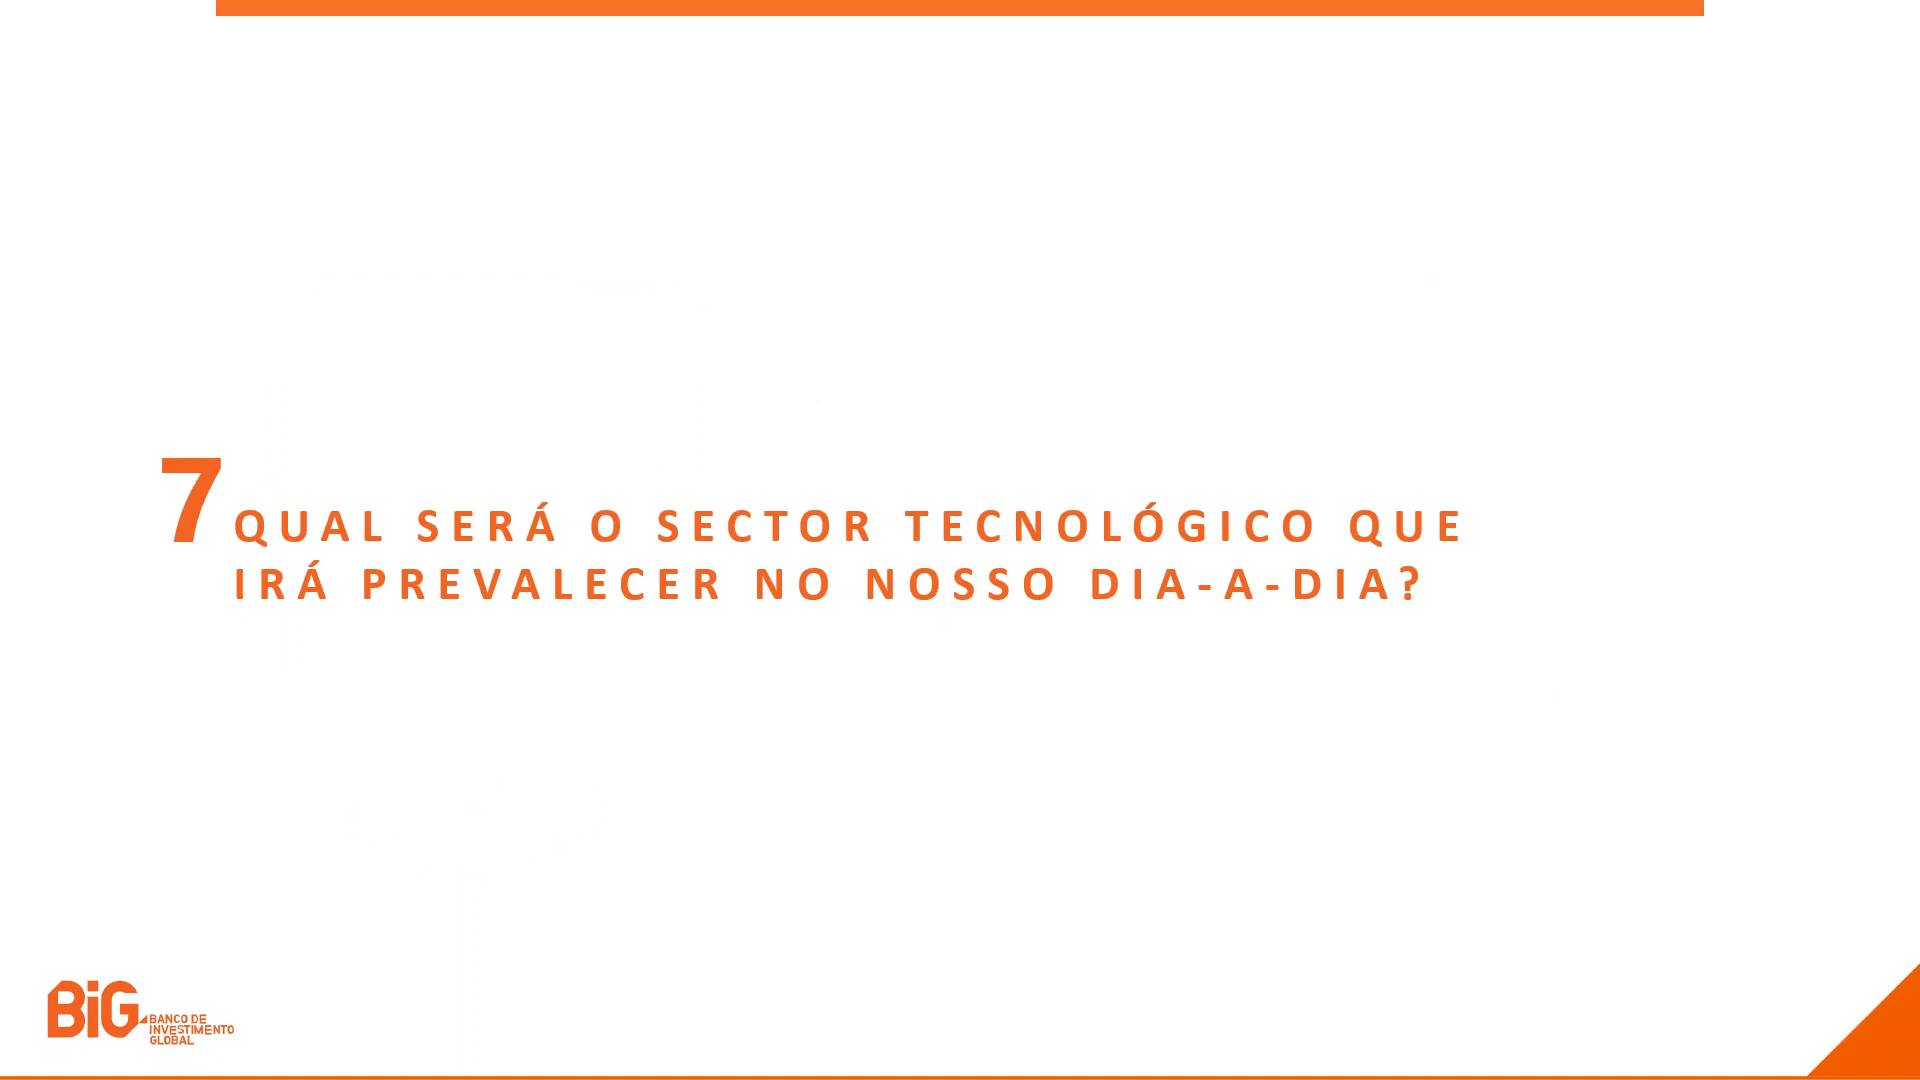 7
QUAL SERÁ O SECTOR TECNOLÓGICO QUE
IRÁ PREVALECER NO NOSSO DIA-A-DIA?
BiG
BANCO DE
INVESTIMENTO
GLOBAL